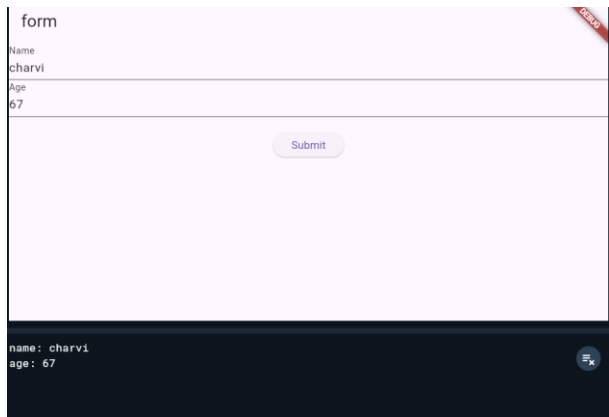 form
DEBUG
Name
charvi
Age
67
Submit
name: charvi
age: 67